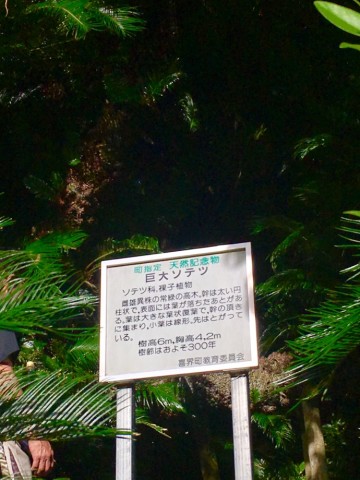 町指定 天然記念物
巨大ソテツ
ソテツ科、裸子植物
雌雄異株の常緑の高木。幹は太い円
柱状で、表面には葉が落ちたあとがあ
る。葉は大きな羽状複葉で、幹の頂き
に集まり、小葉は線形、先はとがって
いる。
樹高6m、胸高4.2m
樹齢はおよそ300年
喜界町教育委員会